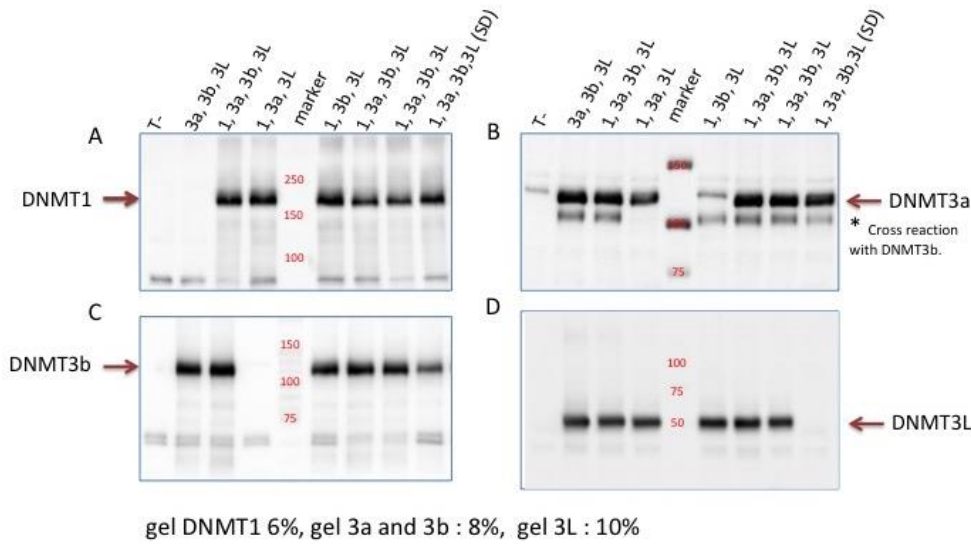 A
T-
3a, 3b, 3L
1, 3a, 3b, 3L
1, 3a, 3L
marker
1, 3b, 3L
1, 3a, 3b, 3L
1, 3a, 3b, 3L
1, 3a, 3b,3L (SD)
DNMT1
250
150
100
B
T-
3a, 3b, 3L
1, 3a, 3b, 3L
1, 3a, 3L
marker
1, 3b, 3L
1, 3a, 3b, 3L
1, 3a, 3b, 3L
1, 3a, 3b,3L (SD)
150
75
DNMT3a
* Cross reaction
with DNMT3b.
C
DNMT3b
150
100
75
D
100
75
50
DNMT3L
gel DNMT1 6%, gel 3a and 3b : 8%, gel 3L : 10%